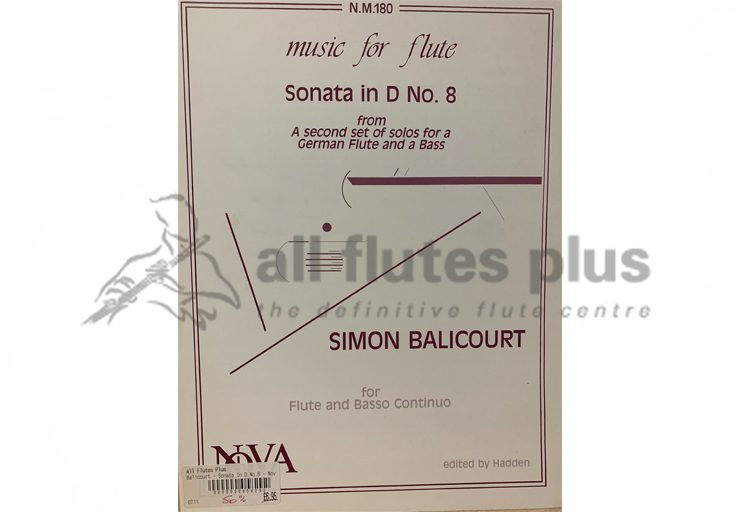 N.M.180
music for flute
Sonata in D No. 8
from
A second set of solos for a
German Flute and a Bass
all flutes plus
the definitive flute centre
SIMON BALICOURT
for
Flute and Basso Continuo
NOVA
edited by Hadden
All Flutes Plus
Balicourt - Sonata In D No.8 - Nov
0711
50%
£6.95